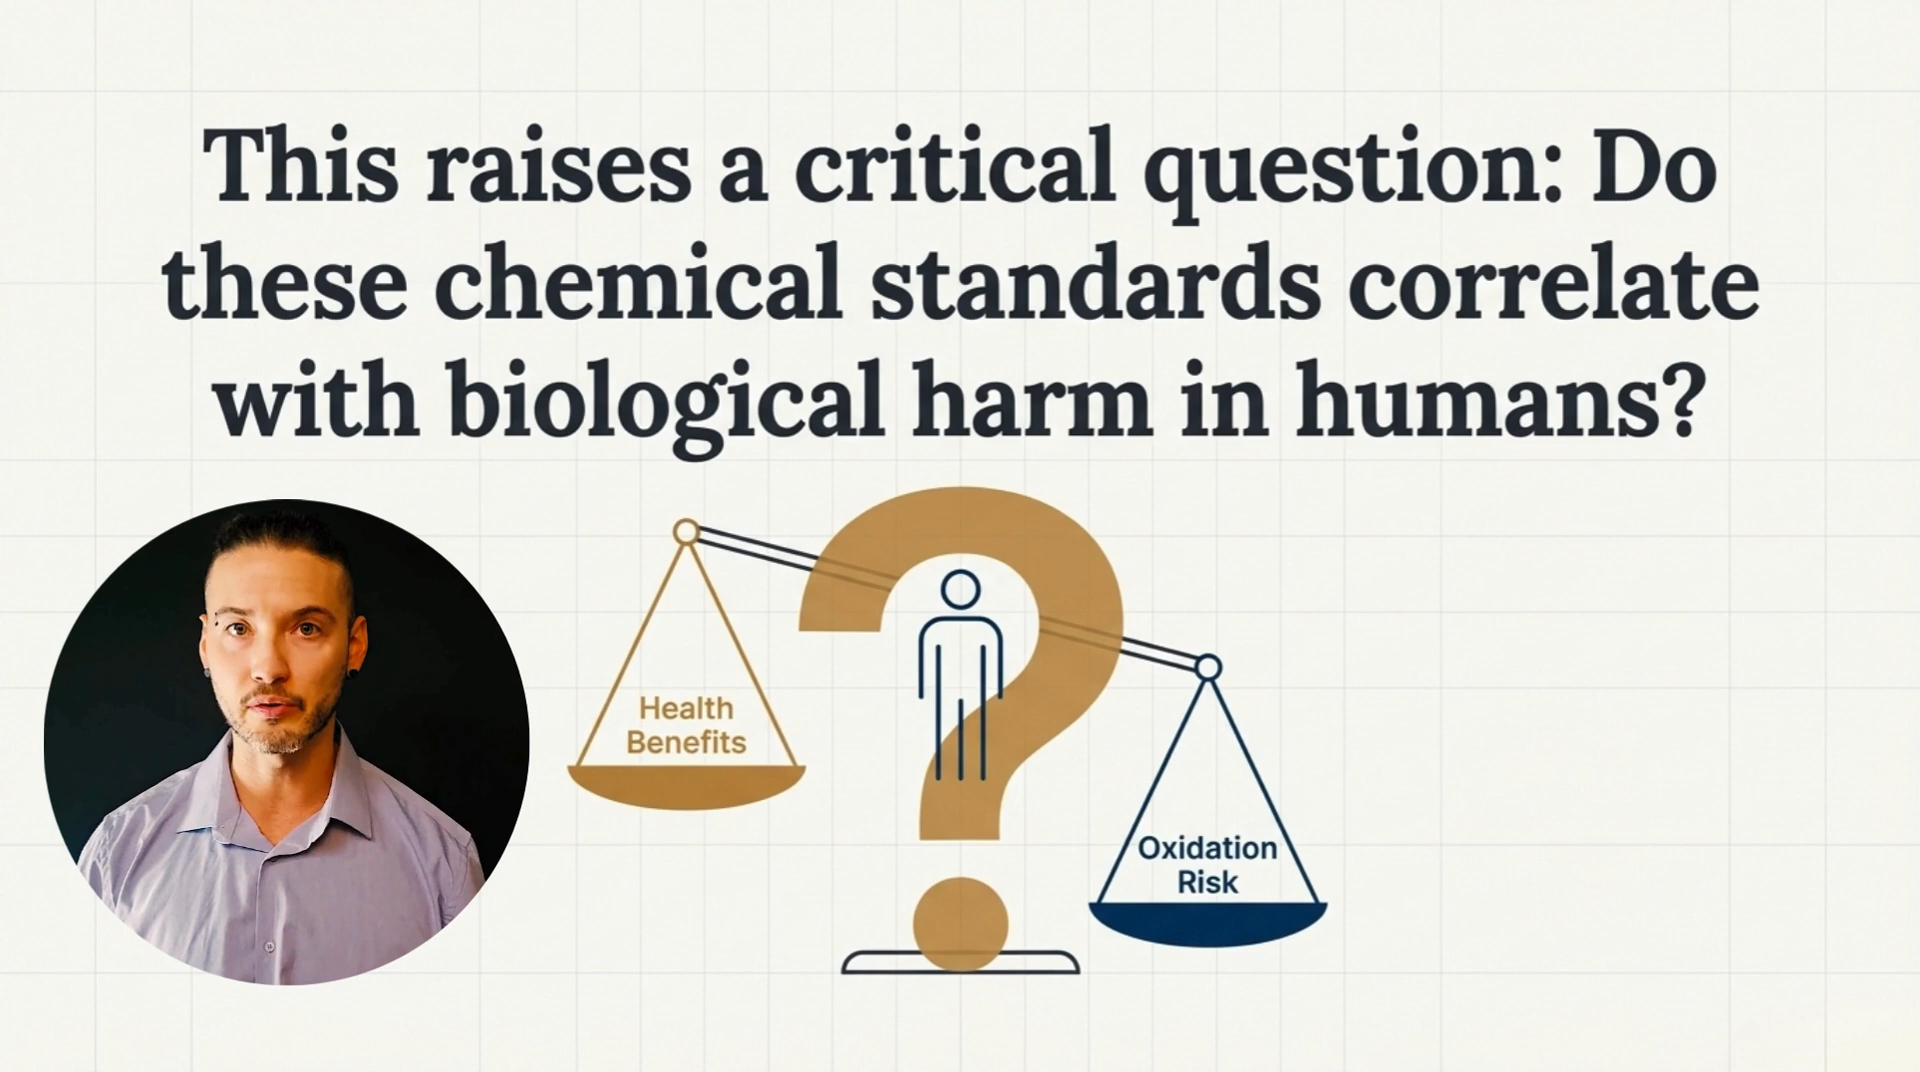 This raises a critical question: Do
these chemical standards correlate
with biological harm in humans?
Health
Benefits
Oxidation
Risk